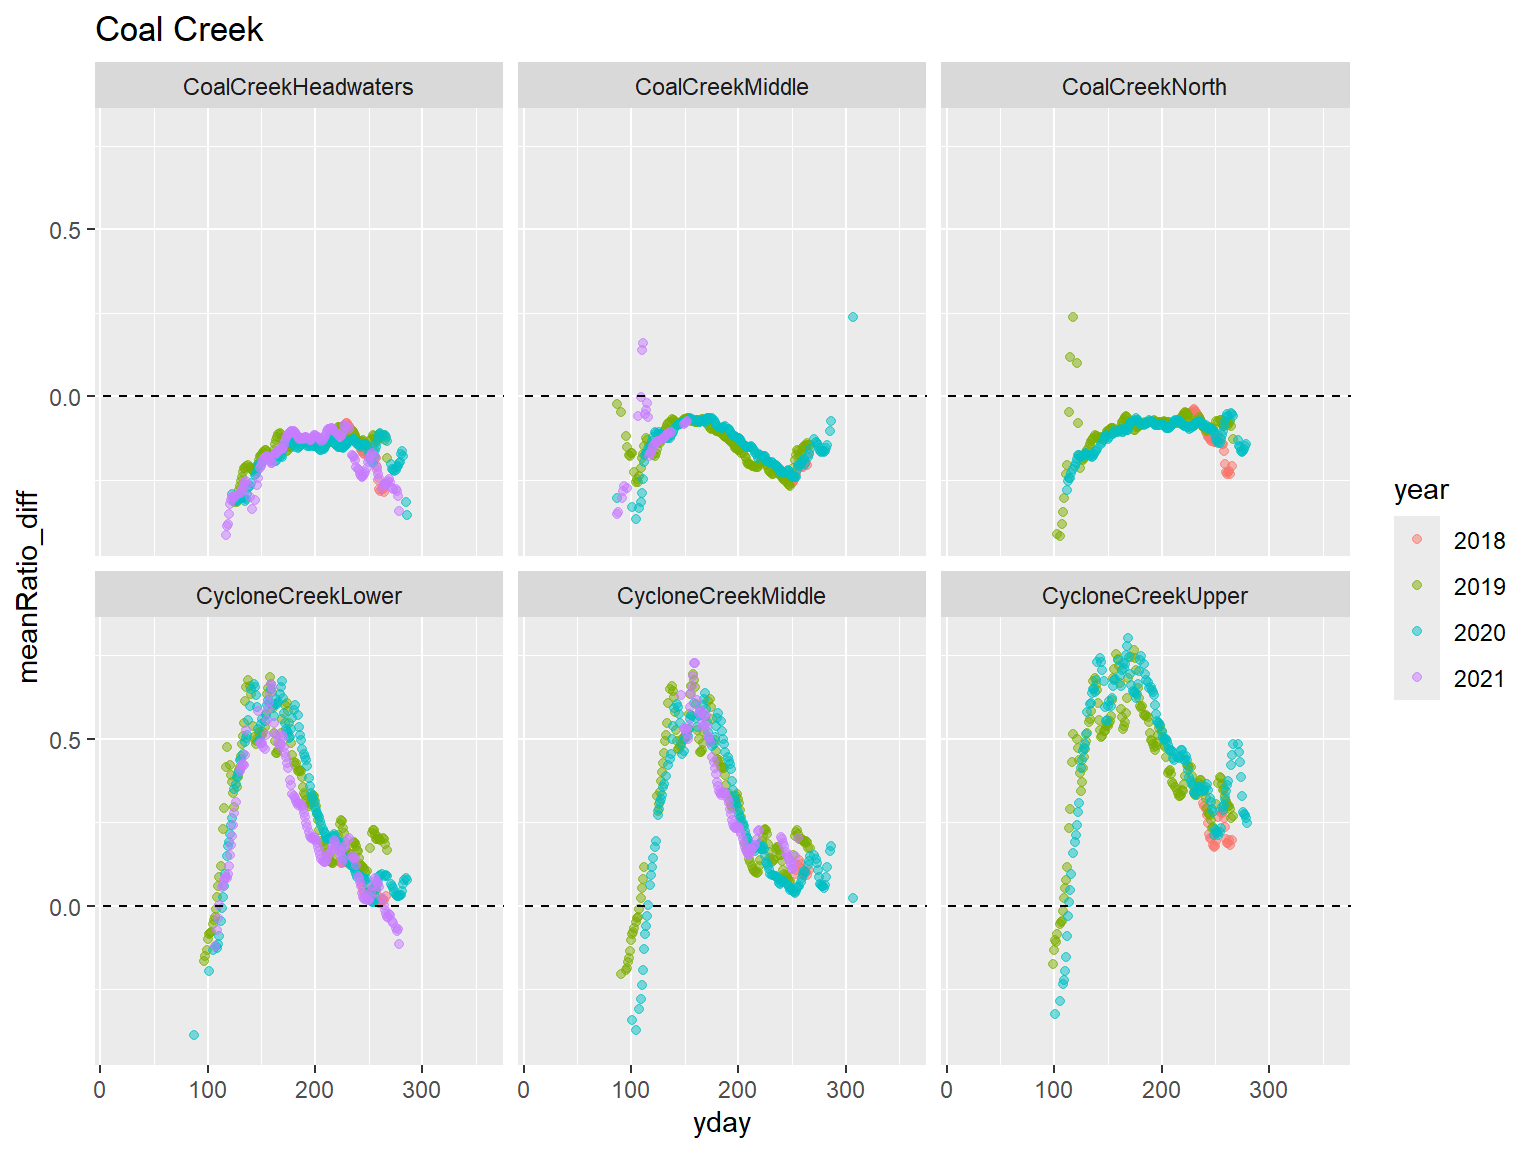 Coal Creek
CoalCreekHeadwaters CoalCreekMiddle CoalCreekNorth
0.5
0.0
CycloneCreekLower CycloneCreekMiddle CycloneCreekUpper
0.5
0.0
0 100 200 300 0 100 200 300 0 100 200 300
yday
meanRatio_diff
year
2018
2019
2020
2021